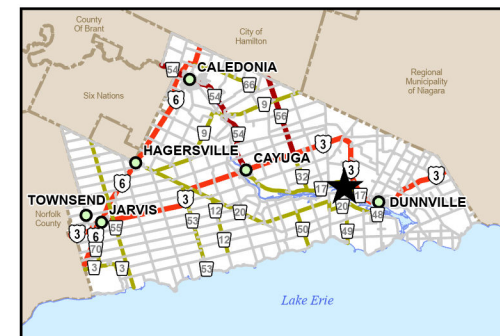 County
Of Brant
City of
Hamilton
CALEDONIA
54
66
Regional
Municipality
of Niagara
Six Nations
6
54
9
56
9
54
HAGERSVILLE
3
CAYUGA
3
3
6
32
17
17
TOWNSEND
3
DUNNVILLE
Norfolk
County
JARVIS
12
20
20
48
3
6
55
53
12
50
49
70
3
3
53
Lake Erie